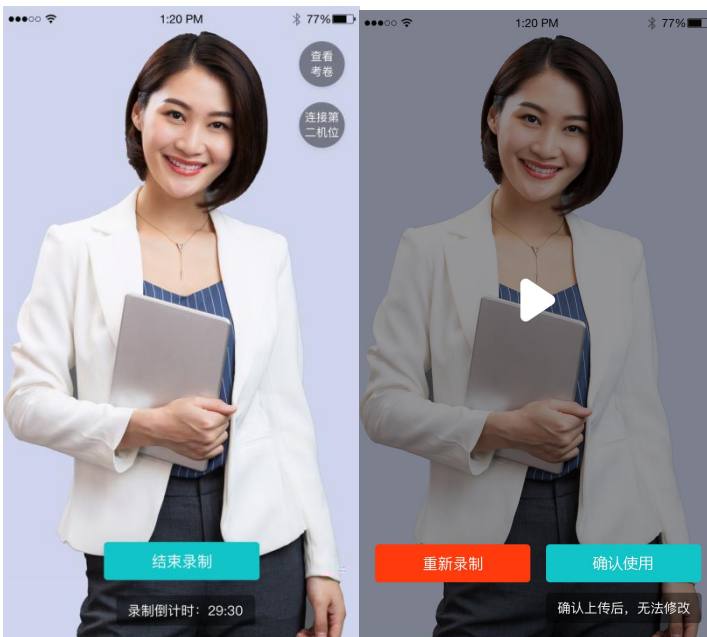 1:20 PM
77%
查看
考卷
连接第
二机位
结束录制
录制倒计时：29:30
1:20 PM
77%
重新录制
确认使用
确认上传后，无法修改